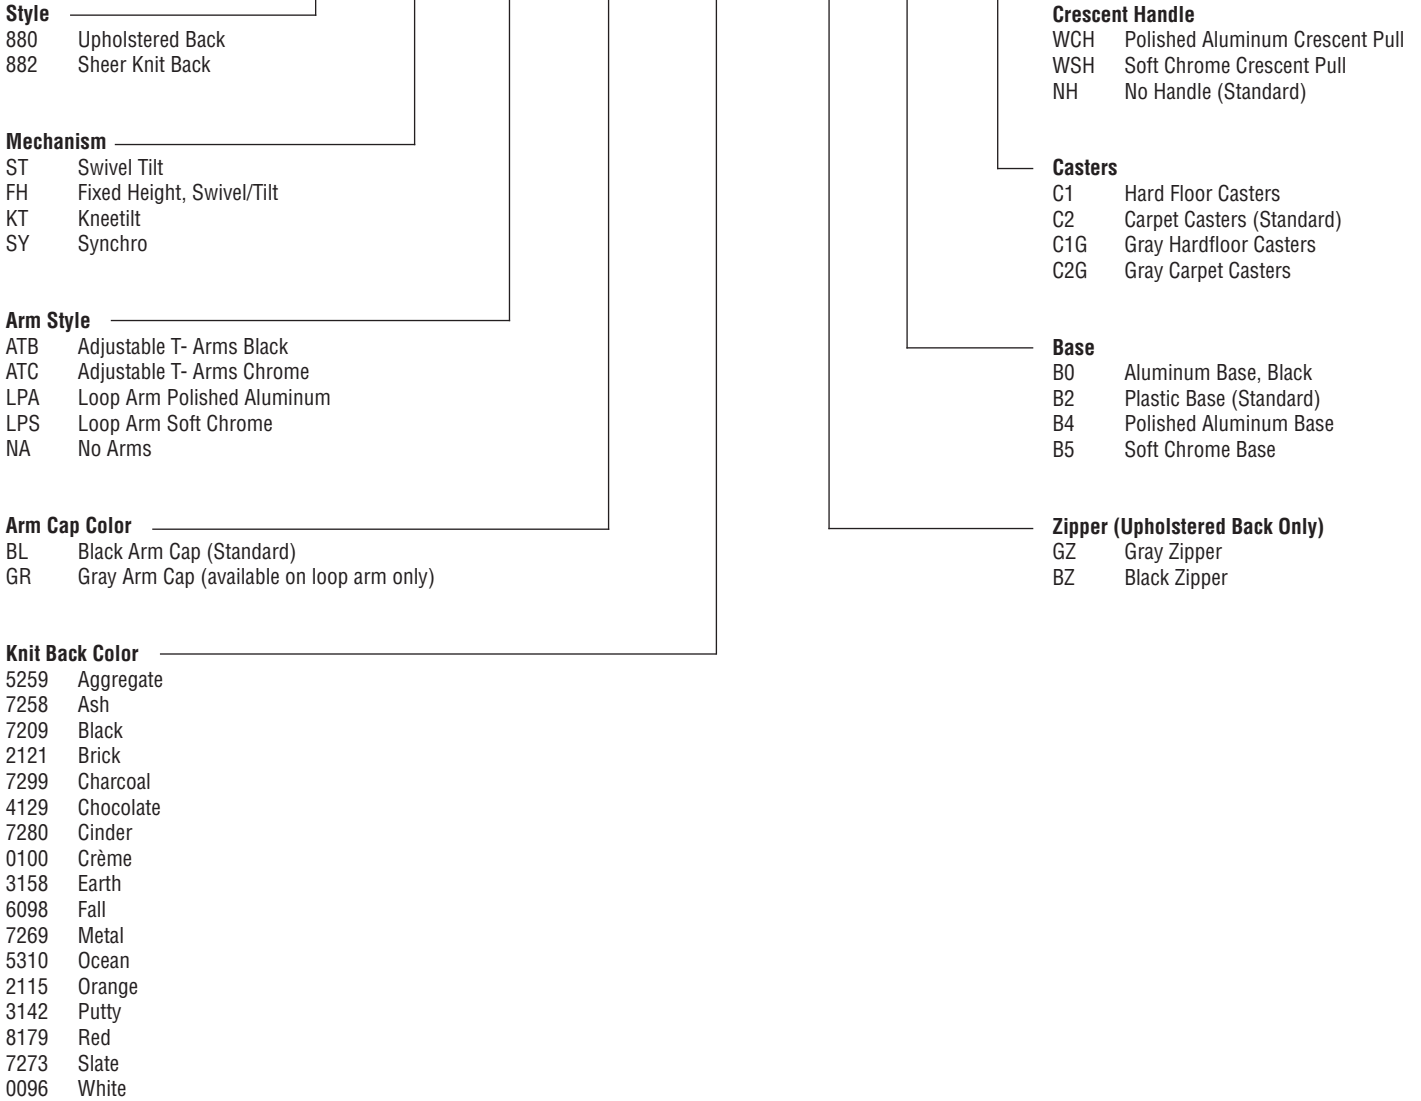 Style
880 Upholstered Back
882 Sheer Knit Back
Mechanism
ST Swivel Tilt
FH Fixed Height, Swivel/Tilt
KT Kneetilt
SY Synchro
Arm Style
ATB Adjustable T- Arms Black
ATC Adjustable T- Arms Chrome
LPA Loop Arm Polished Aluminum
LPS Loop Arm Soft Chrome
NA No Arms
Arm Cap Color
BL Black Arm Cap (Standard)
GR Gray Arm Cap (available on loop arm only)
Knit Back Color
5259 Aggregate
7258 Ash
7209 Black
2121 Brick
7299 Charcoal
4129 Chocolate
7280 Cinder
0100 Crème
3158 Earth
6098 Fall
7269 Metal
5310 Ocean
2115 Orange
3142 Putty
8179 Red
7273 Slate
0096 White
Crescent Handle
WCH Polished Aluminum Crescent Pull
WSH Soft Chrome Crescent Pull
NH No Handle (Standard)
Casters
C1 Hard Floor Casters
C2 Carpet Casters (Standard)
C1G Gray Hardfloor Casters
C2G Gray Carpet Casters
Base
B0 Aluminum Base, Black
B2 Plastic Base (Standard)
B4 Polished Aluminum Base
B5 Soft Chrome Base
Zipper (Upholstered Back Only)
GZ Gray Zipper
BZ Black Zipper